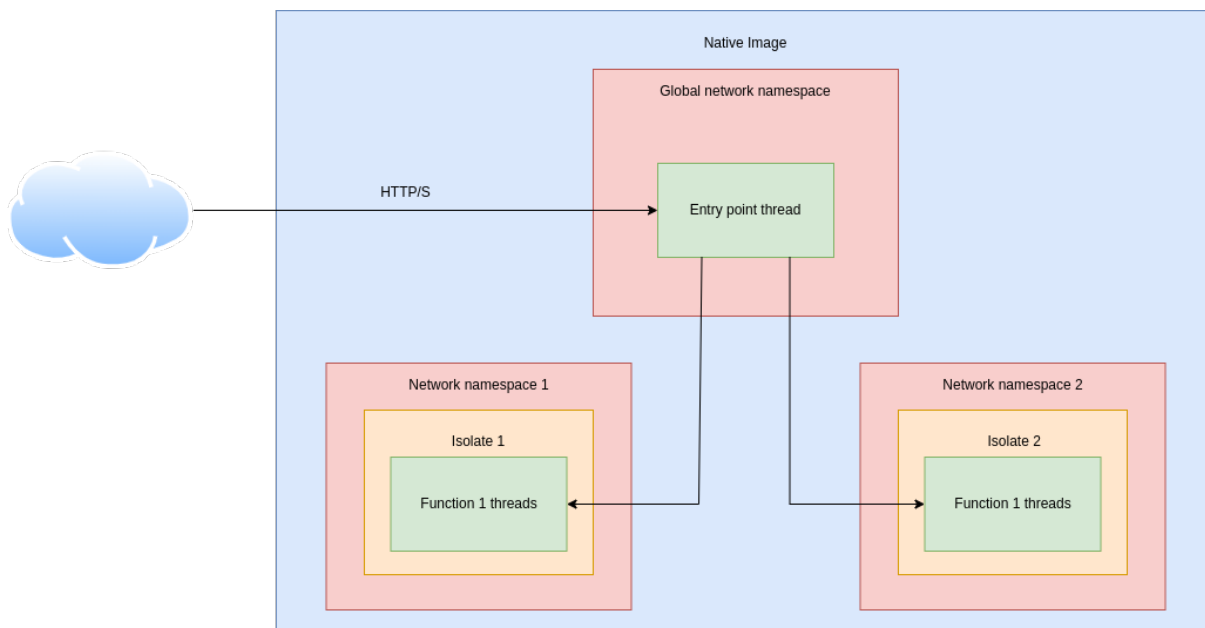 Native Image
Global network namespace
HTTP/S
Entry point thread
Network namespace 1
Network namespace 2
Isolate 1
Isolate 2
Function 1 threads
Function 1 threads